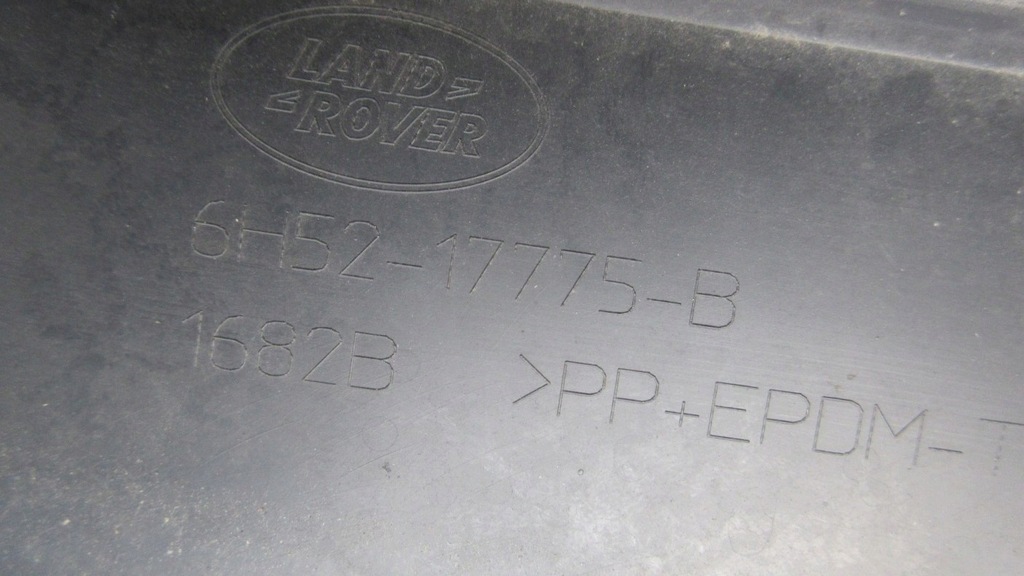 LAND
ROVER
6H52-17775-B
1682B
>PP+EPDM-T